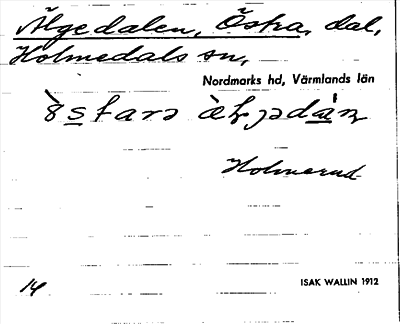 Älgedalen, Östra, dal,
Holmedals sn,
Nordmarks hd, Värmlands län
Holmerud
14
ISAK WALLIN 1912